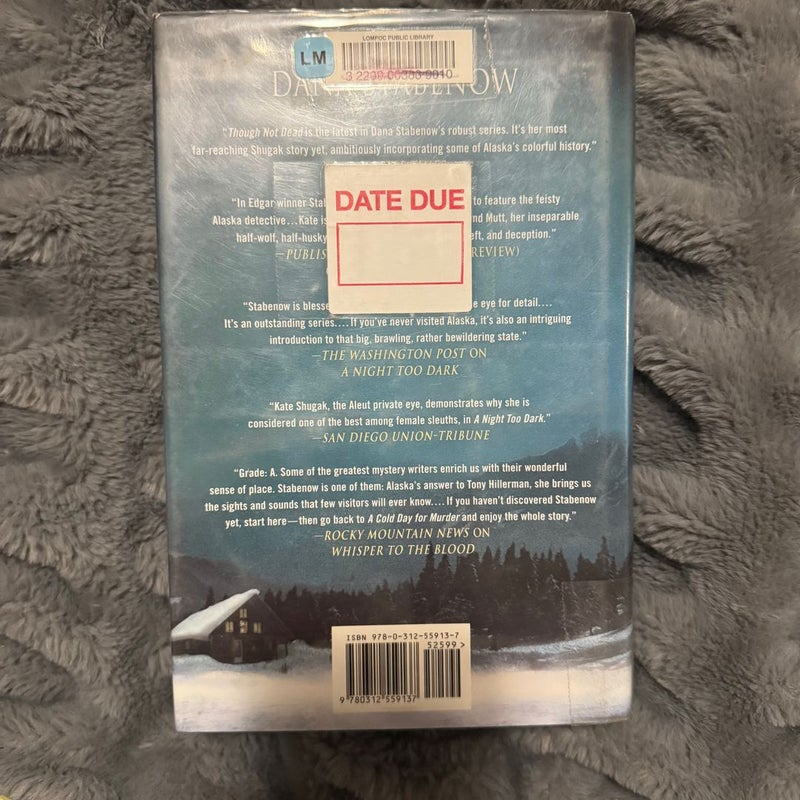 LOMPOC PUBLIC LIBRARY
LM
3 2299 00303 9010
DANA STABENOW
"Though Not Dead is the latest in Dana Stabenow's robust series. It's her most
far-reaching Shugak story yet, ambitiously incorporating some of Alaska's colorful history."
DATE DUE
"In Edgar winner to feature the feisty
Alaska detective...Kate is nd Mutt, her inseparable
half-wolf, half-husky eft, and deception."
—PUBLIS REVIEW)
"Stabenow is blesse e eye for detail....
It's an outstanding series....If you've never visited Alaska, it's also an intriguing
introduction to that big, brawling, rather bewildering state."
—THE WASHINGTON POST ON
A NIGHT TOO DARK
"Kate Shugak, the Aleut private eye, demonstrates why she is
considered one of the best among female sleuths, in A Night Too Dark."
—SAN DIEGO UNION-TRIBUNE
"Grade: A. Some of the greatest mystery writers enrich us with their wonderful
sense of place. Stabenow is one of them: Alaska's answer to Tony Hillerman, she brings us
the sights and sounds that few visitors will ever know....If you haven't discovered Stabenow
yet, start here—then go back to A Cold Day for Murder and enjoy the whole story."
—ROCKY MOUNTAIN NEWS ON
WHISPER TO THE BLOOD
ISBN 978-0-312-55913-7
52599>
9 780312 559137